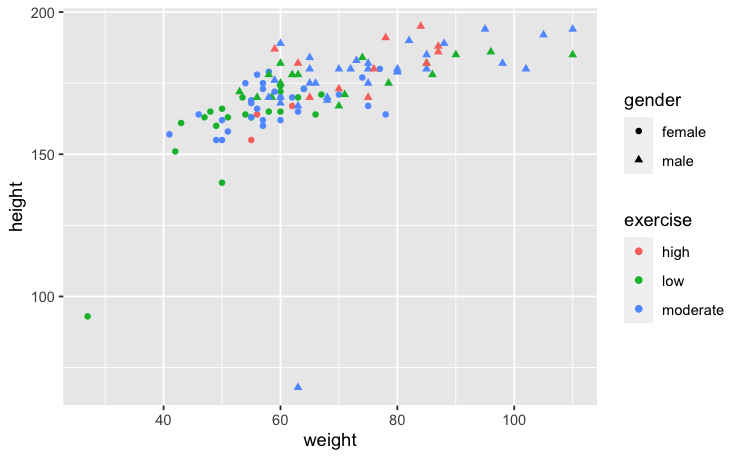 200
150
100
height
40
60
80
100
weight
gender
female
male
exercise
high
low
moderate